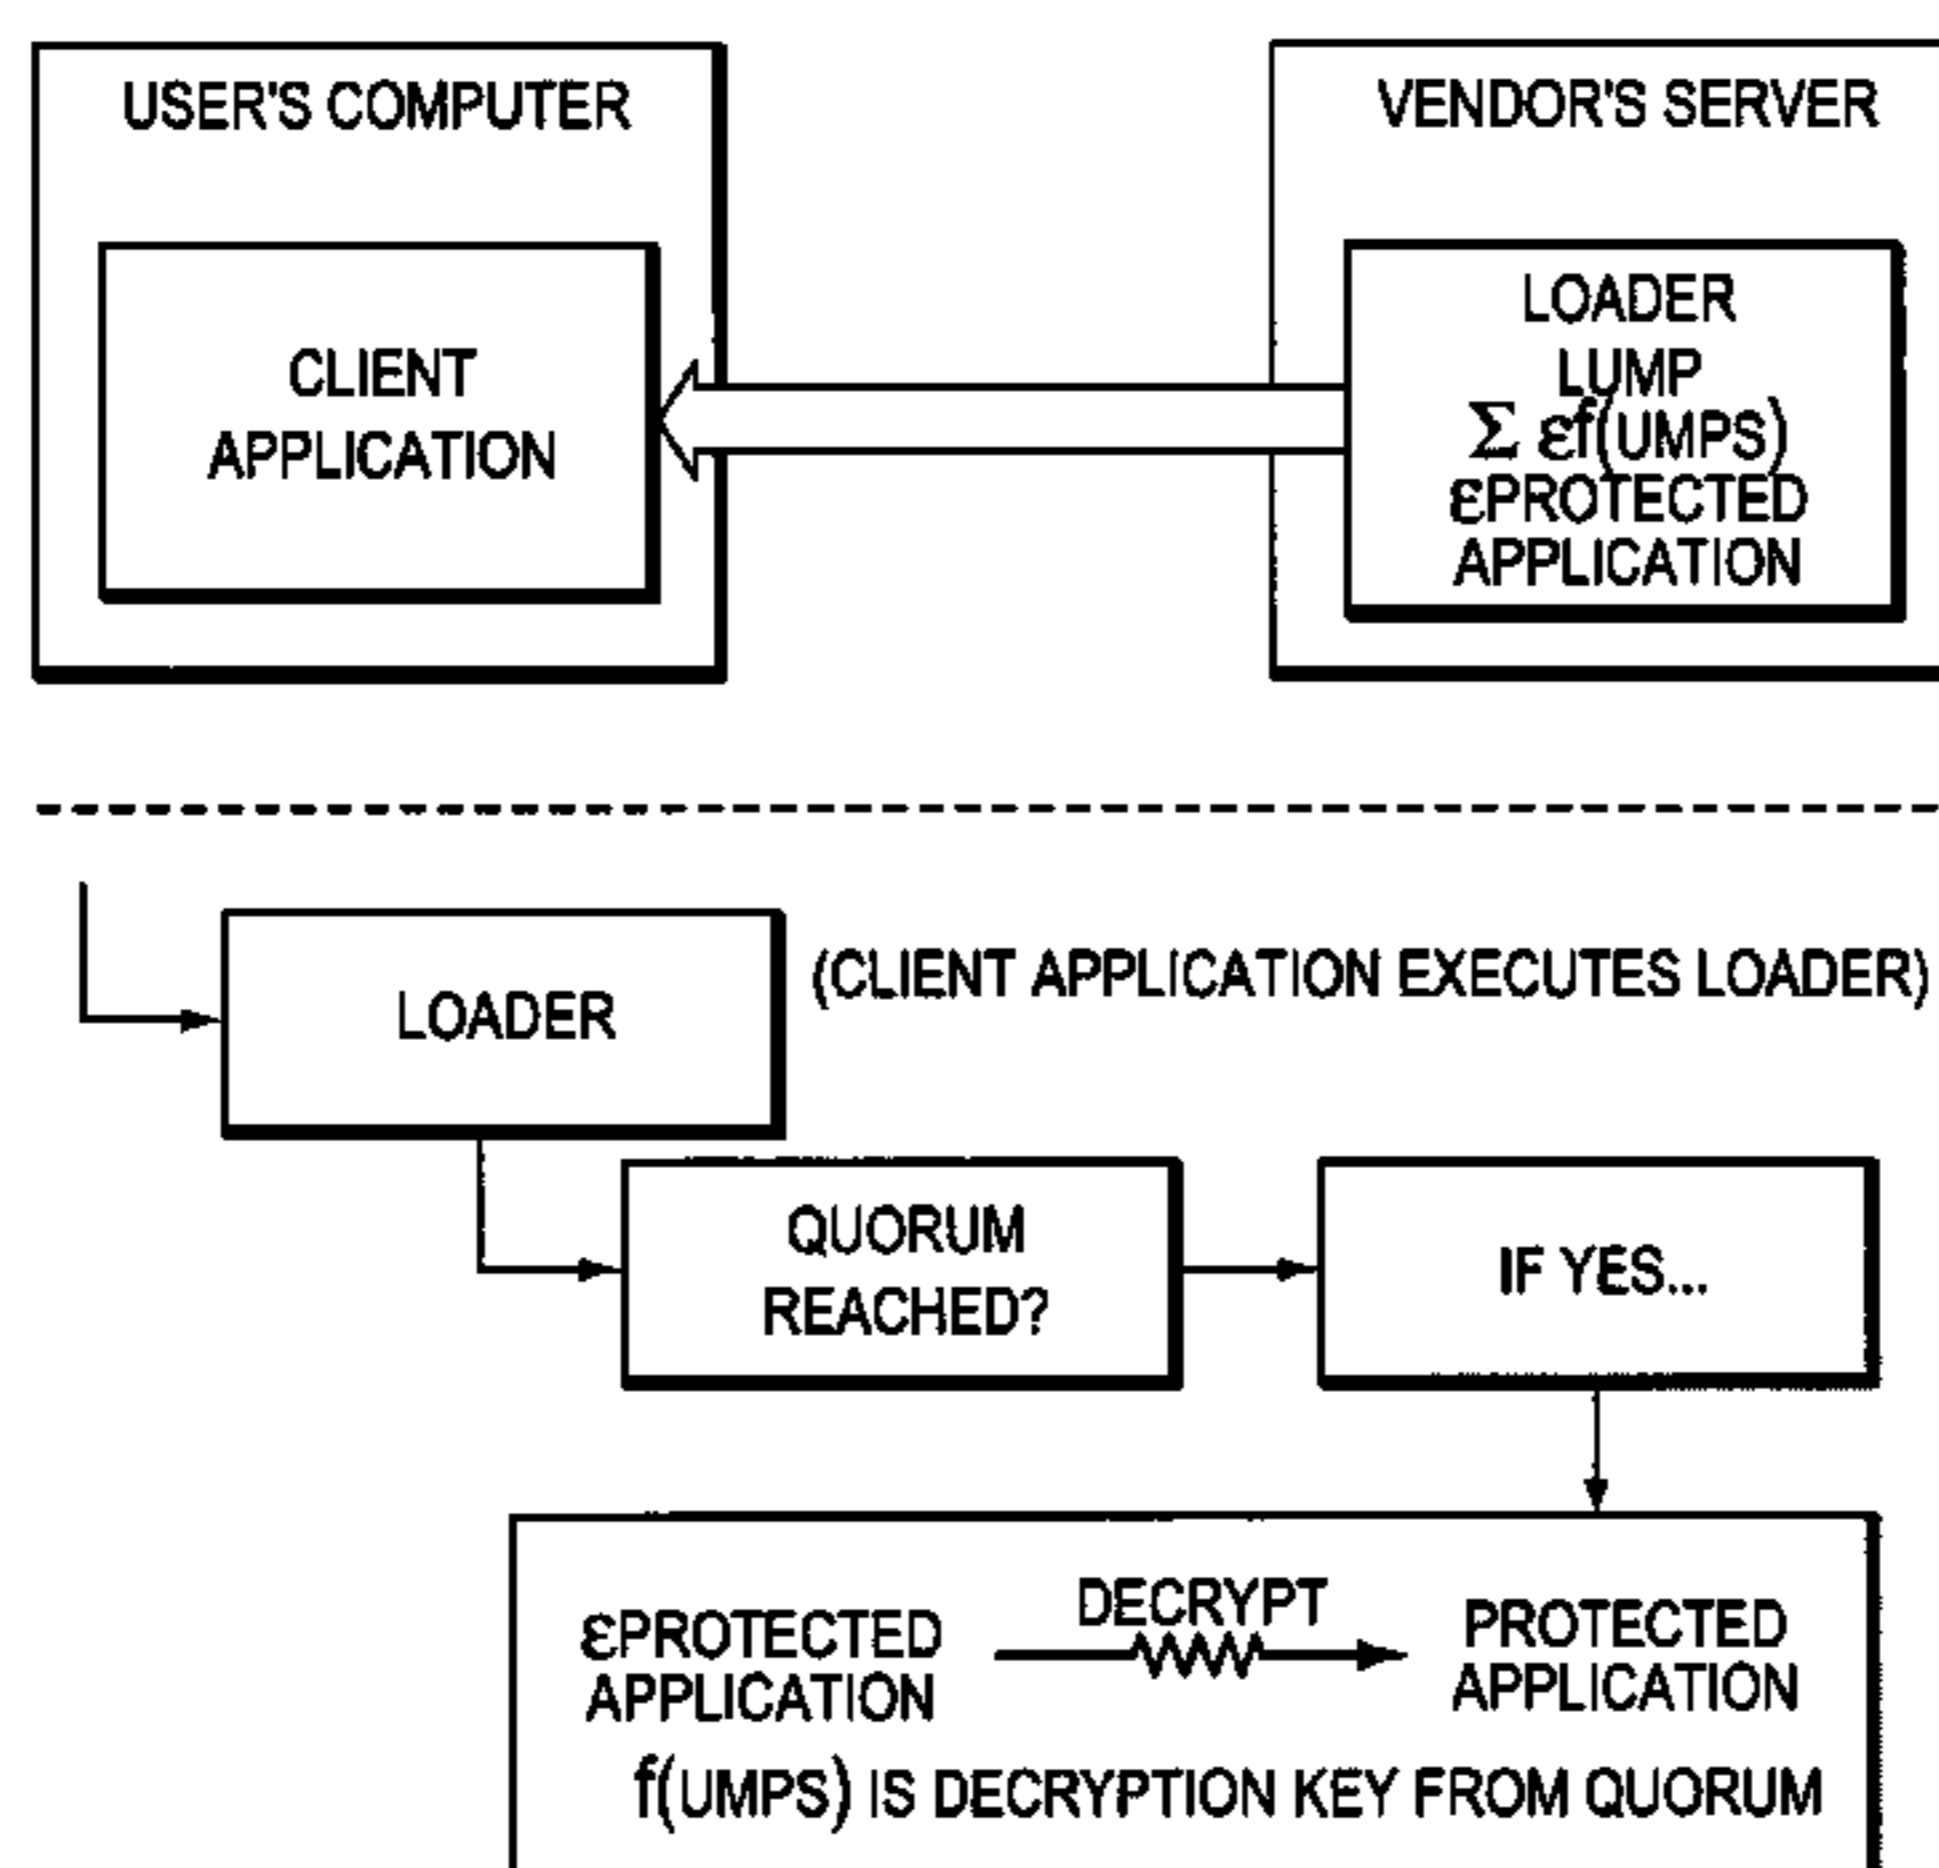 USER'S COMPUTER
CLIENT
APPLICATION
VENDOR'S SERVER
LOADER
LUMP
Σ εf(UMPS)
εPROTECTED
APPLICATION
LOADER
(CLIENT APPLICATION EXECUTES LOADER)
QUORUM
REACHED?
IF YES...
εPROTECTED
APPLICATION
DECRYPT
PROTECTED
APPLICATION
f(UMPS) IS DECRYPTION KEY FROM QUORUM